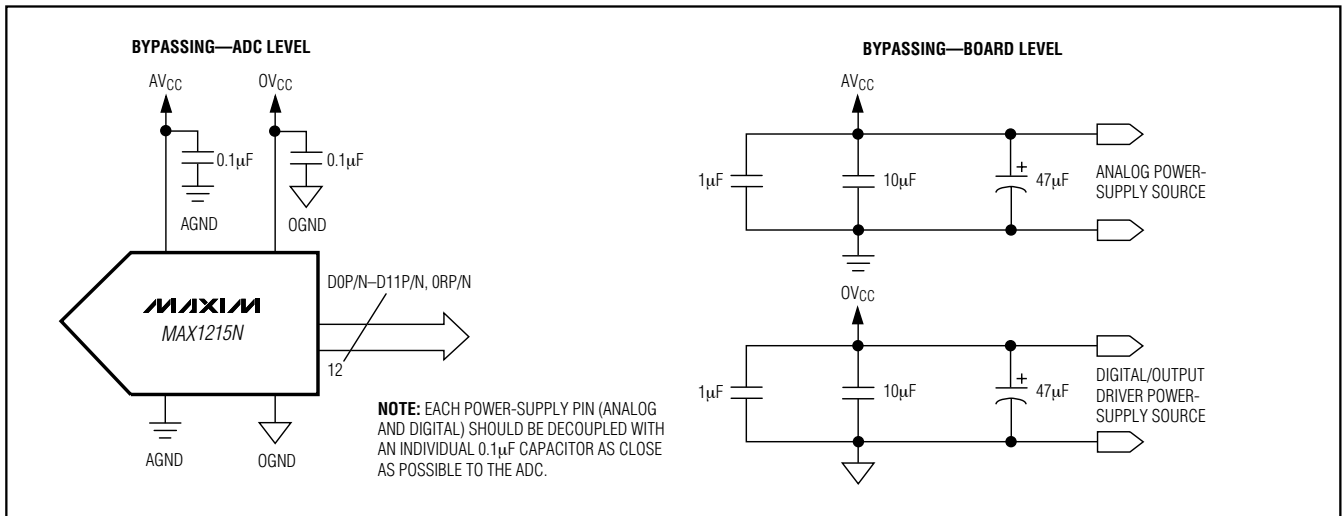 BYPASSING—ADC LEVEL
AVCC
OVCC
0.1μF
0.1μF
AGND
OGND
D0P/N–D11P/N, 0RP/N
MAXIM
MAX1215N
12
AGND
OGND
NOTE: EACH POWER-SUPPLY PIN (ANALOG
AND DIGITAL) SHOULD BE DECOUPLED WITH
AN INDIVIDUAL 0.1μF CAPACITOR AS CLOSE
AS POSSIBLE TO THE ADC.
BYPASSING—BOARD LEVEL
AVCC
1μF
10μF
+
47μF
ANALOG POWER-
SUPPLY SOURCE
OVCC
1μF
10μF
+
47μF
DIGITAL/OUTPUT
DRIVER POWER-
SUPPLY SOURCE